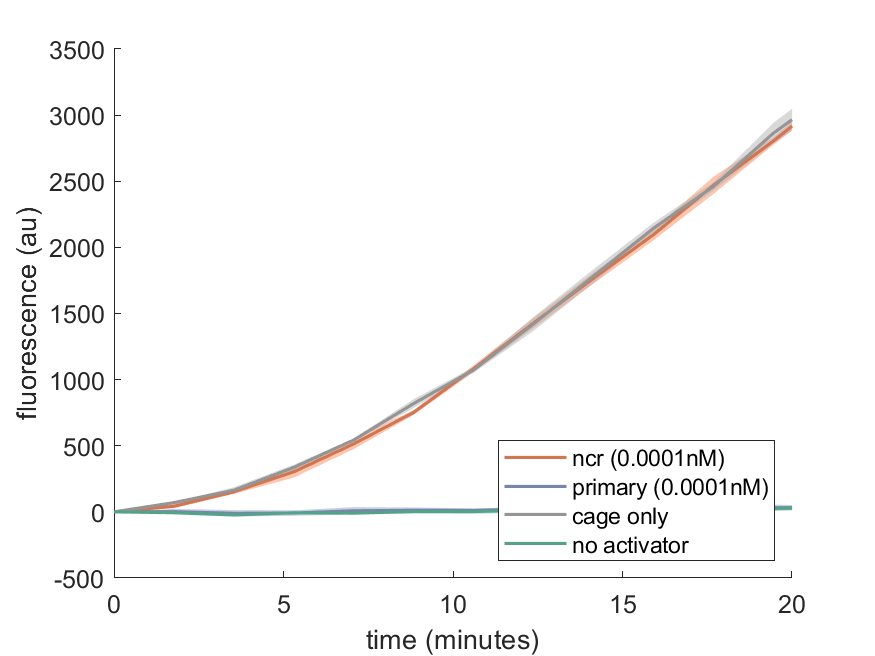 3500
3000
2500
2000
1500
1000
500
0
-500
fluorescence (au)
ncr (0.0001nM)
primary (0.0001nM)
cage only
no activator
0 5 10 15 20
time (minutes)